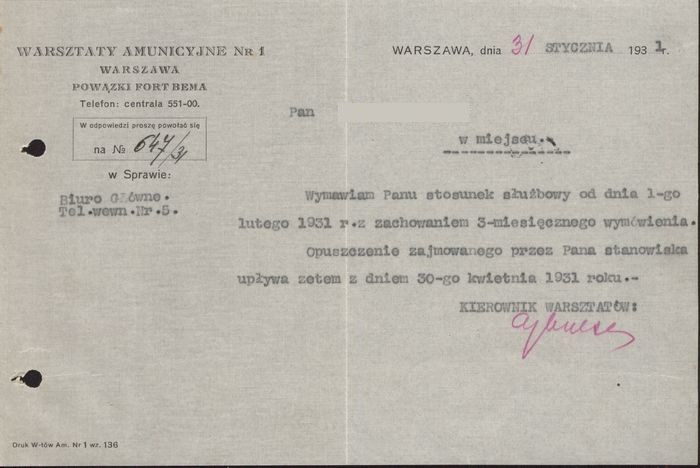 WARSZTATY AMUNICYJNE Nr 1
WARSZAWA
POWĄZKI FORT BEMA
Telefon: centrala 551-00.
W odpowiedzi proszę powołać się
na № 647/31
w Sprawie:
Biuro Główne.
Tel.wewn.Nr.5.
WARSZAWA, dnia 31 STYCZNIA 1931 r.
Pan
w miejscu.
Wymawiam Panu stosunek służbowy od dnia 1-go
lutego 1931 r.z zachowaniem 3-miesięcznego wymówienia.
Opuszczenie zajmowanego przez Pana stanowiska
upływa zetem z dniem 30-go kwietnia 1931 roku.-
KIEROWNIK WARSZTATÓW:
Druk W-tów Am. Nr 1 wz. 136